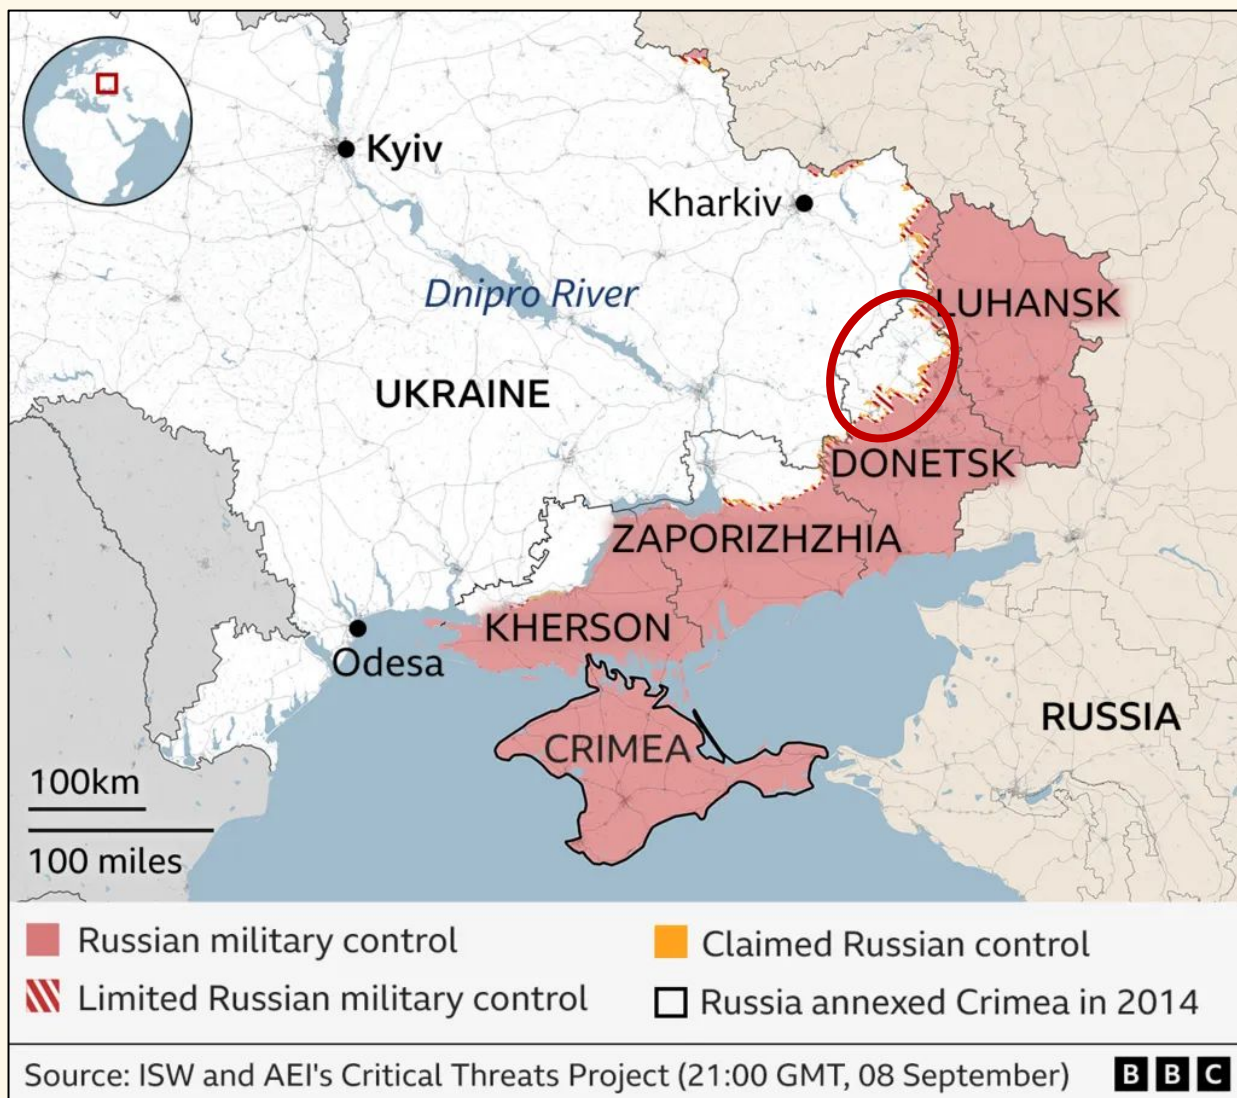 Kyiv
Kharkiv
Dnipro River
LUHANSK
UKRAINE
DONETSK
ZAPORIZHZHIA
KHERSON
Odesa
RUSSIA
CRIMEA
100km
100 miles
Russian military control
Claimed Russian control
Limited Russian military control
Russia annexed Crimea in 2014
Source: ISW and AEI's Critical Threats Project (21:00 GMT, 08 September) BBC